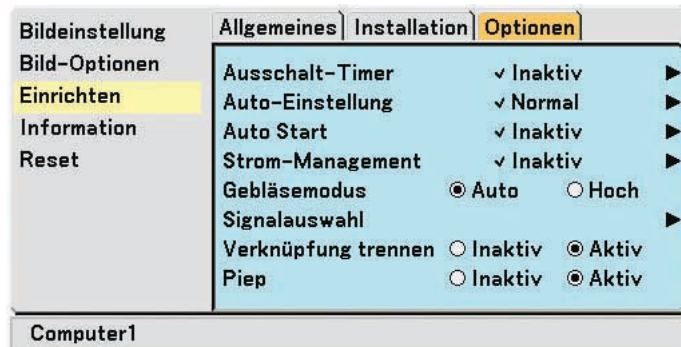 Bildeinstellung
Bild-Optionen
Einrichten
Information
Reset
Allgemeines Installation Optionen
Ausschalt-Timer Inaktiv
Auto-Einstellung Normal
Auto Start Inaktiv
Strom-Management Inaktiv
Gebläsemodus Auto Hoch
Signalauswahl
Verknüpfung trennen Inaktiv Aktiv
Piep Inaktiv Aktiv
Computer1